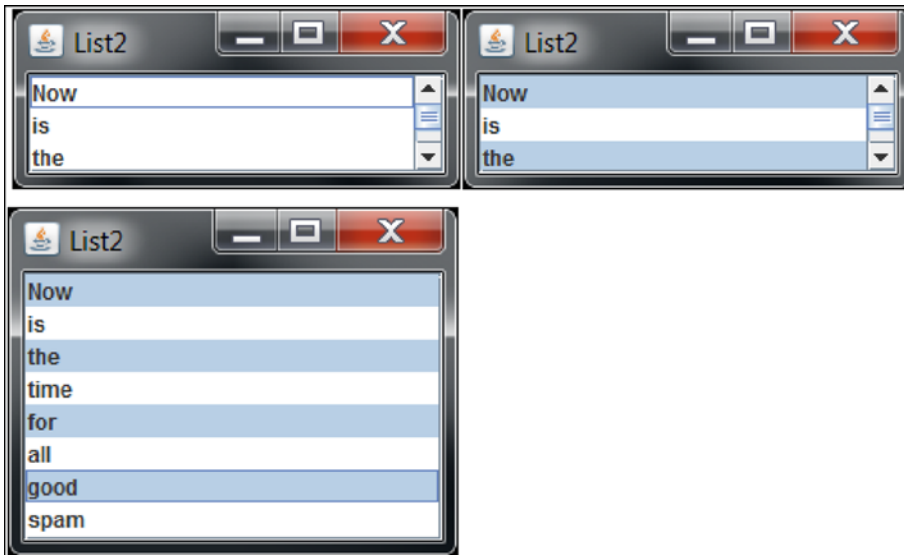 List2
Now
is
the
List2
Now
is
the
List2
Now
is
the
time
for
all
good
spam